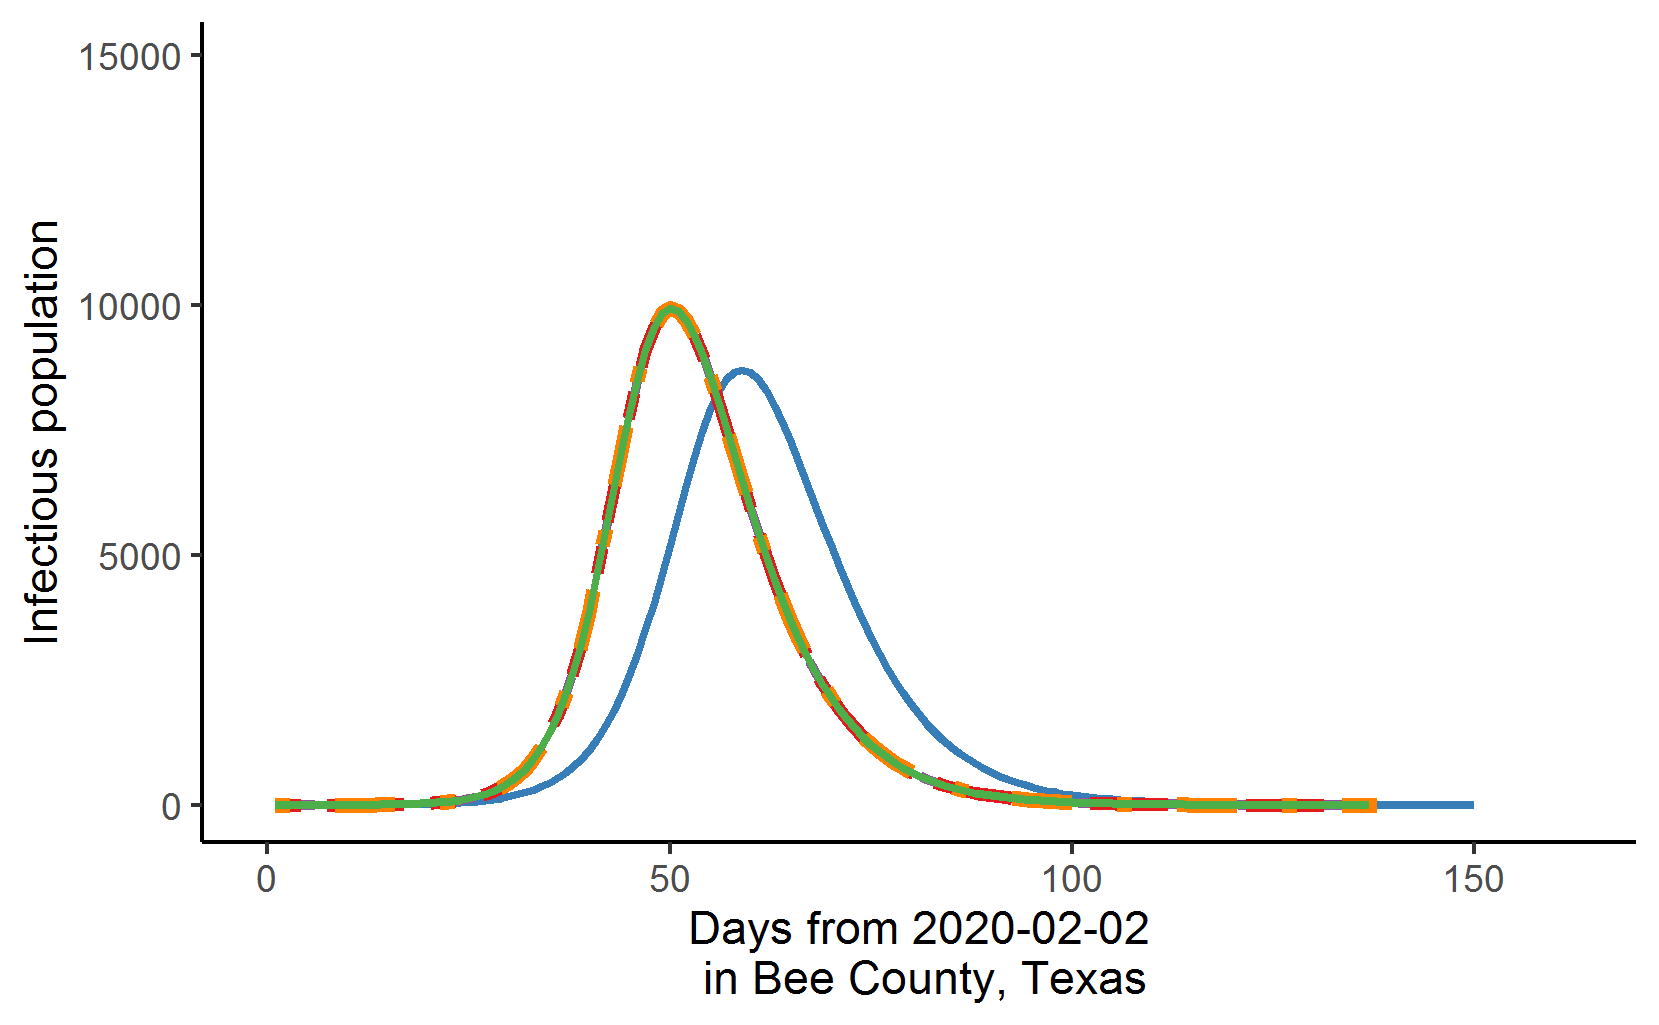 15000
10000
5000
0
Infectious population
0 50 100 150
Days from 2020-02-02
in Bee County, Texas